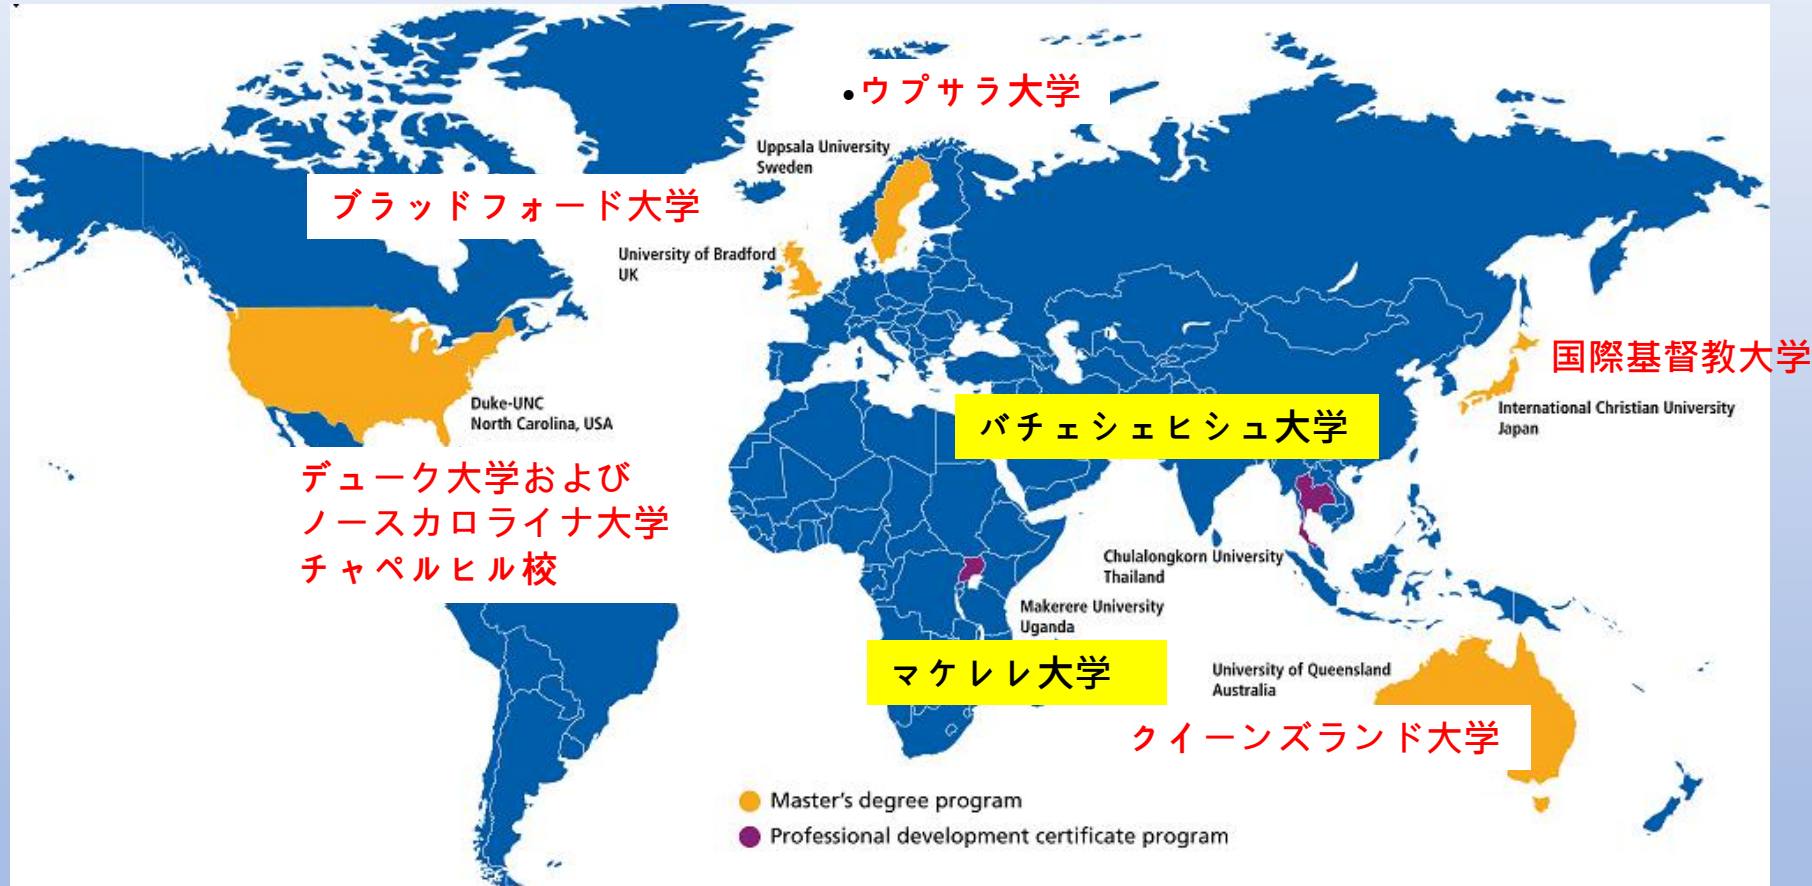 •ウプサラ大学
Uppsala University
Sweden
ブラッドフォード大学
University of Bradford
UK
国際基督教大学
International Christian University
Japan
Duke-UNC
North Carolina, USA
バチェシェヒシュ大学
デューク大学および
ノースカロライナ大学
チャペルヒル校
Chulalongkorn University
Thailand
Makerere University
Uganda
マケレレ大学
University of Queensland
Australia
クイーンズランド大学
Master's degree program
Professional development certificate program